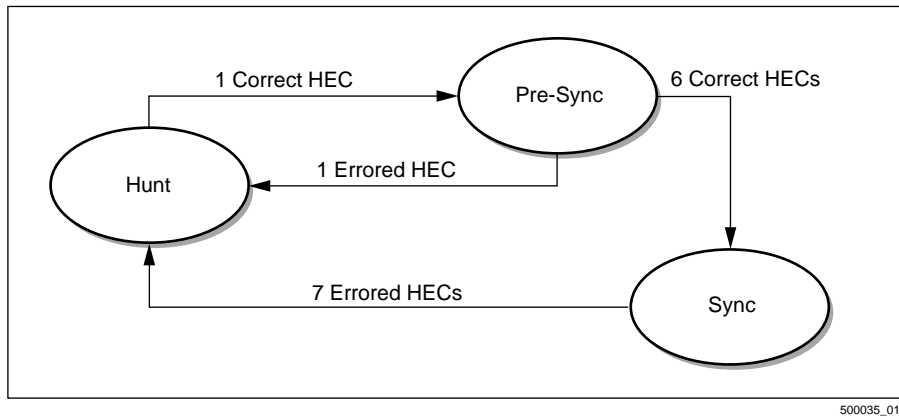 1 Correct HEC
Pre-Sync
6 Correct HECs
1 Errored HEC
Hunt
7 Errored HECs
Sync
500035_01